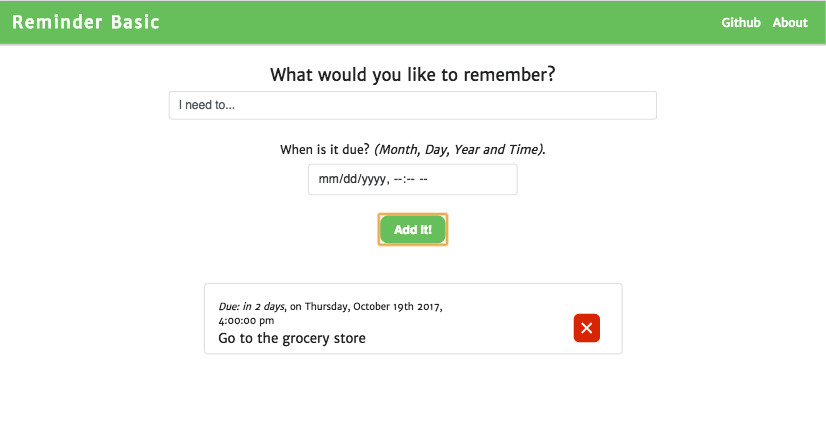 Reminder Basic
Github About
What would you like to remember?
I need to...
When is it due? (Month, Day, Year and Time).
mm/dd/yyyy, --:-- --
Add It!
Due: in 2 days, on Thursday, October 19th 2017,
4:00:00 pm
Go to the grocery store